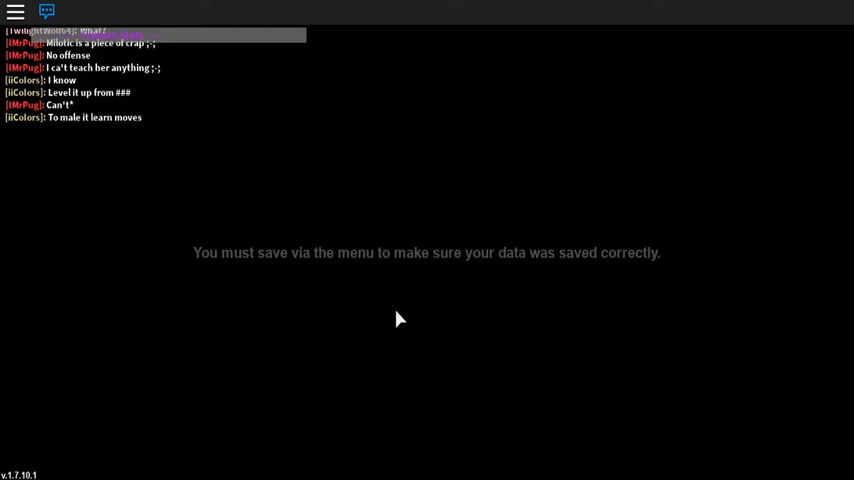 [TwilightWolf64]: What?
[IMrPug]: Milotic is a piece of crap ;-;
[IMrPug]: No offense
[IMrPug]: I ca't teach her anything ;-;
[iiColors]: I know
[iiColors]: Level it up from ###
[IMrPug]: Can't*
[iiColors]: To male it learn moves
You must save via the menu to make sure your data was saved correctly.
v.1.7.10.1